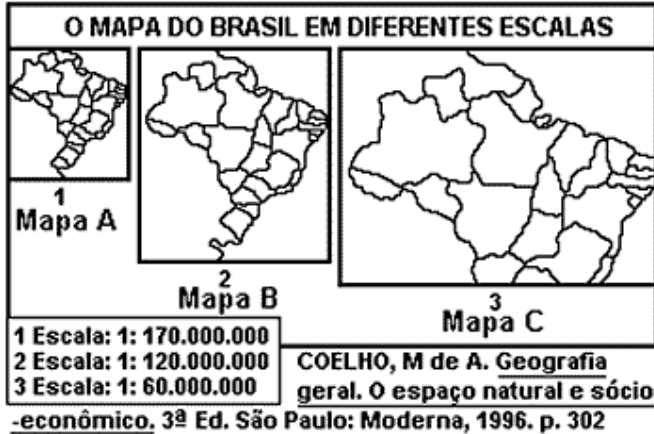 O MAPA DO BRASIL EM DIFERENTES ESCALAS
1
Mapa A
2
Mapa B
3
Mapa C
1 Escala: 1: 170.000.000
2 Escala: 1: 120.000.000
3 Escala: 1: 60.000.000
COELHO, M de A. Geografia
geral. O espaço natural e sócio
-econômico. 3ª Ed. São Paulo: Moderna, 1996. p. 302